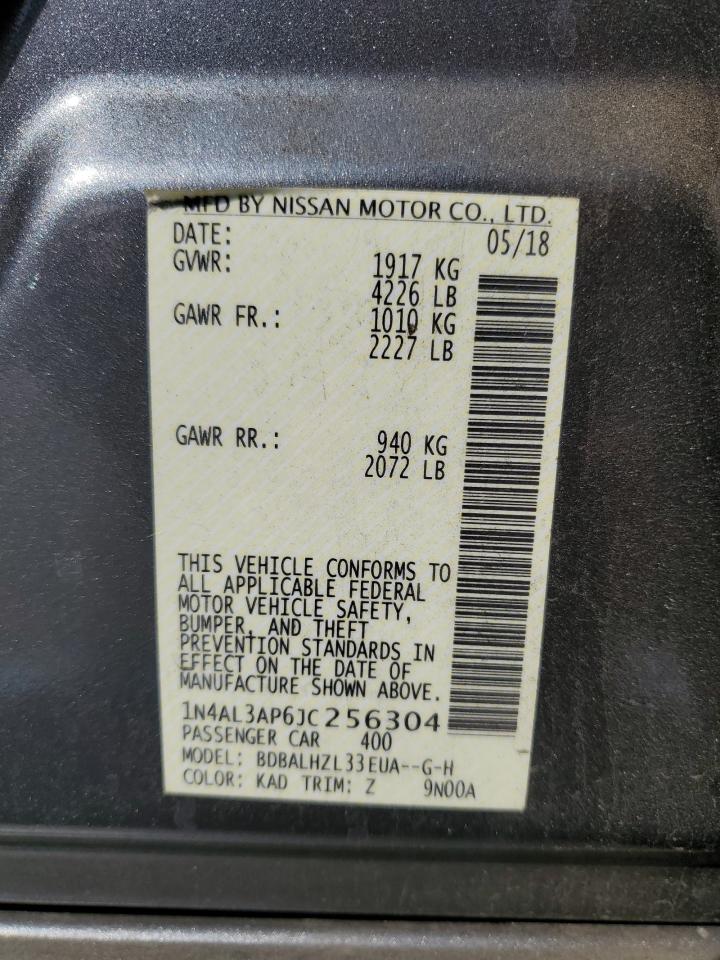 MFD BY NISSAN MOTOR CO., LTD.
DATE: 05/18
GVWR: 1917 KG
4226 LB
GAWR FR.: 1010 KG
2227 LB
GAWR RR.: 940 KG
2072 LB
THIS VEHICLE CONFORMS TO
ALL APPLICABLE FEDERAL
MOTOR VEHICLE SAFETY,
BUMPER, AND THEFT
PREVENTION STANDARDS IN
EFFECT ON THE DATE OF
MANUFACTURE SHOWN ABOVE.
1N4AL3AP6JC256304
PASSENGER CAR 400
MODEL: BDBALHZL33EUA--G-H
COLOR: KAD TRIM: Z 9N00A